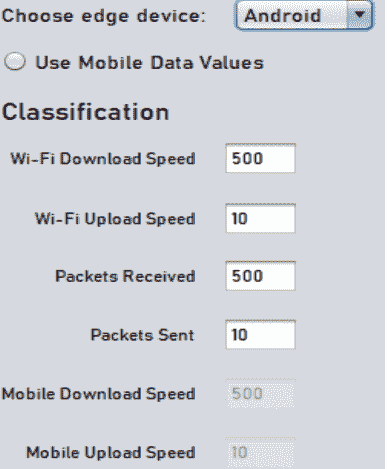 Choose edge device: Android
Use Mobile Data Values
Classification
Wi-Fi Download Speed 500
Wi-Fi Upload Speed 10
Packets Received 500
Packets Sent 10
Mobile Download Speed 500
Mobile Upload Speed 10